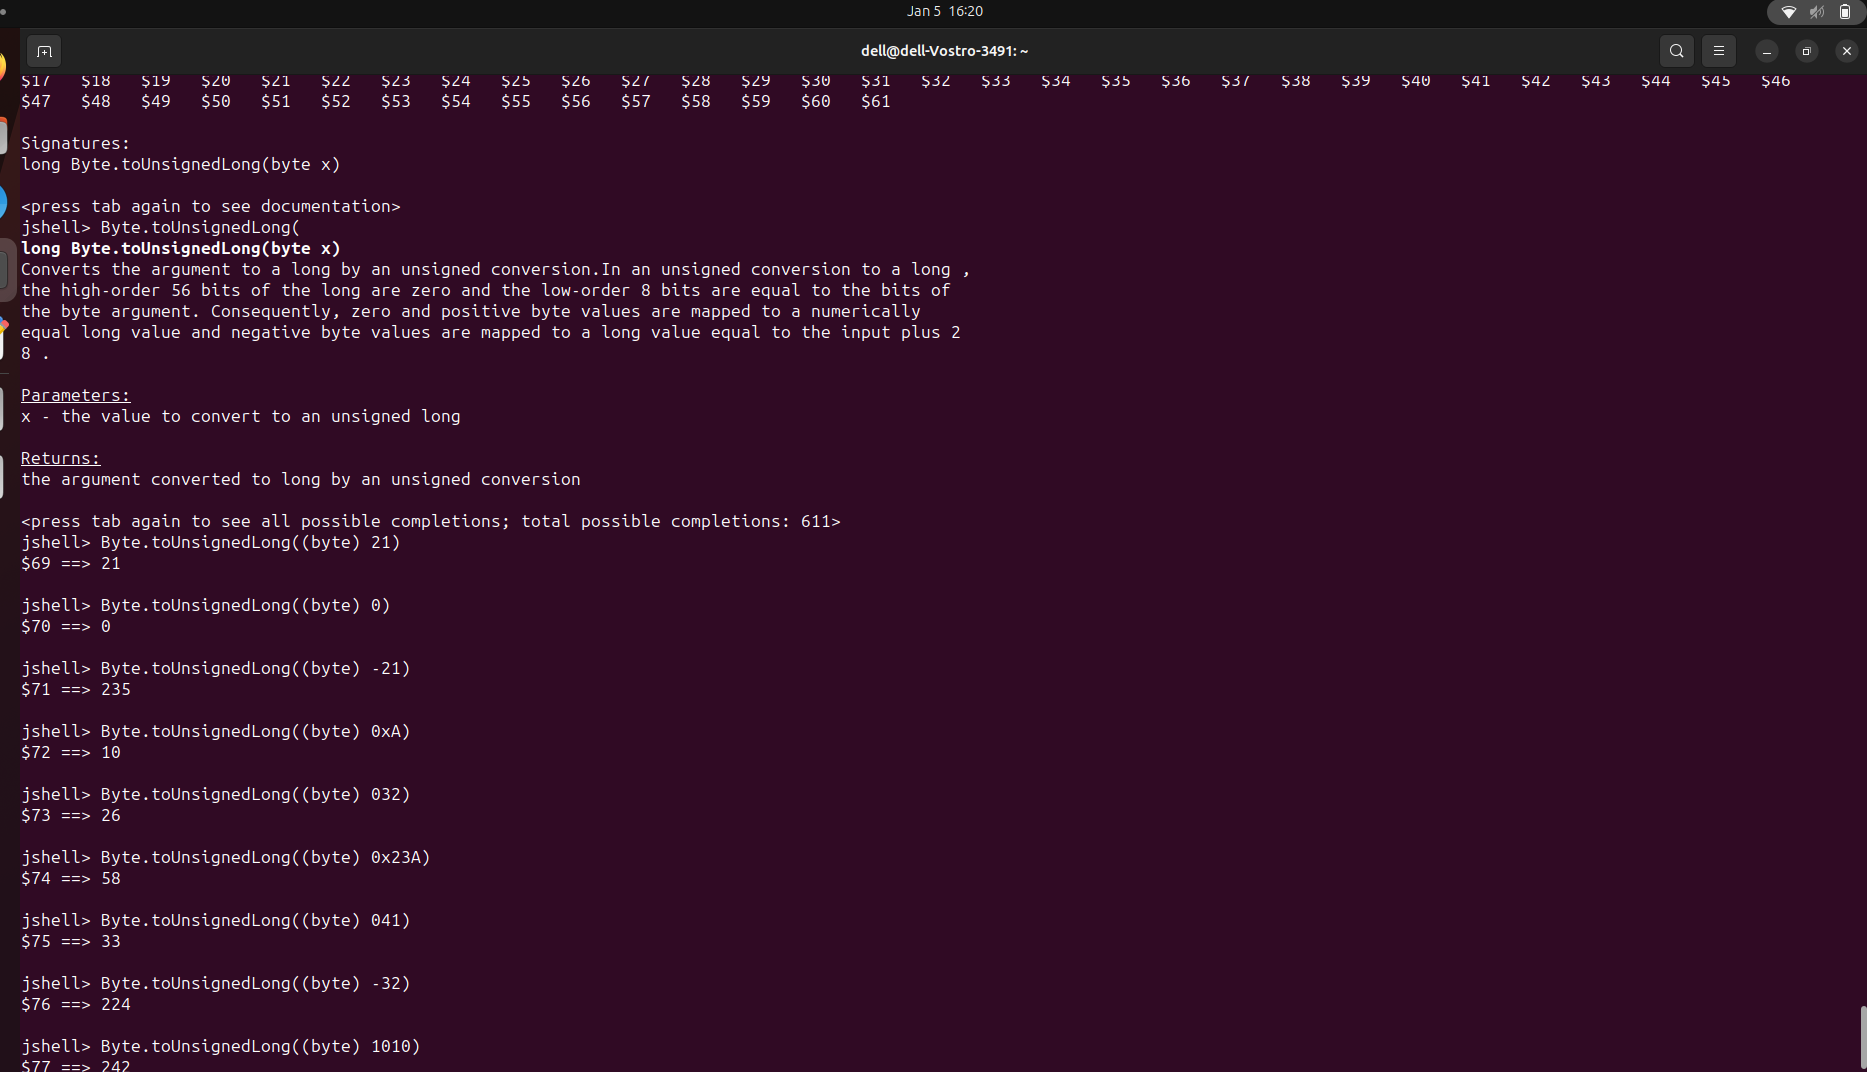 Jan 5 16:20
dell@dell-Vostro-3491: ~
$17 $18 $19 $20 $21 $22 $23 $24 $25 $26 $27 $28 $29 $30 $31 $32 $33 $34 $35 $36 $37 $38 $39 $40 $41 $42 $43 $44 $45 $46
$47 $48 $49 $50 $51 $52 $53 $54 $55 $56 $57 $58 $59 $60 $61
Signatures:
long Byte.toUnsignedLong(byte x)
<press tab again to see documentation>
jshell> Byte.toUnsignedLong(
long Byte.toUnsignedLong(byte x)
Converts the argument to a long by an unsigned conversion.In an unsigned conversion to a long ,
the high-order 56 bits of the long are zero and the low-order 8 bits are equal to the bits of
the byte argument. Consequently, zero and positive byte values are mapped to a numerically
equal long value and negative byte values are mapped to a long value equal to the input plus 2
8 .
Parameters:
x - the value to convert to an unsigned long
Returns:
the argument converted to long by an unsigned conversion
<press tab again to see all possible completions; total possible completions: 611>
jshell> Byte.toUnsignedLong((byte) 21)
$69 ==> 21
jshell> Byte.toUnsignedLong((byte) 0)
$70 ==> 0
jshell> Byte.toUnsignedLong((byte) -21)
$71 ==> 235
jshell> Byte.toUnsignedLong((byte) 0xA)
$72 ==> 10
jshell> Byte.toUnsignedLong((byte) 032)
$73 ==> 26
jshell> Byte.toUnsignedLong((byte) 0x23A)
$74 ==> 58
jshell> Byte.toUnsignedLong((byte) 041)
$75 ==> 33
jshell> Byte.toUnsignedLong((byte) -32)
$76 ==> 224
jshell> Byte.toUnsignedLong((byte) 1010)
$77 ==> 242